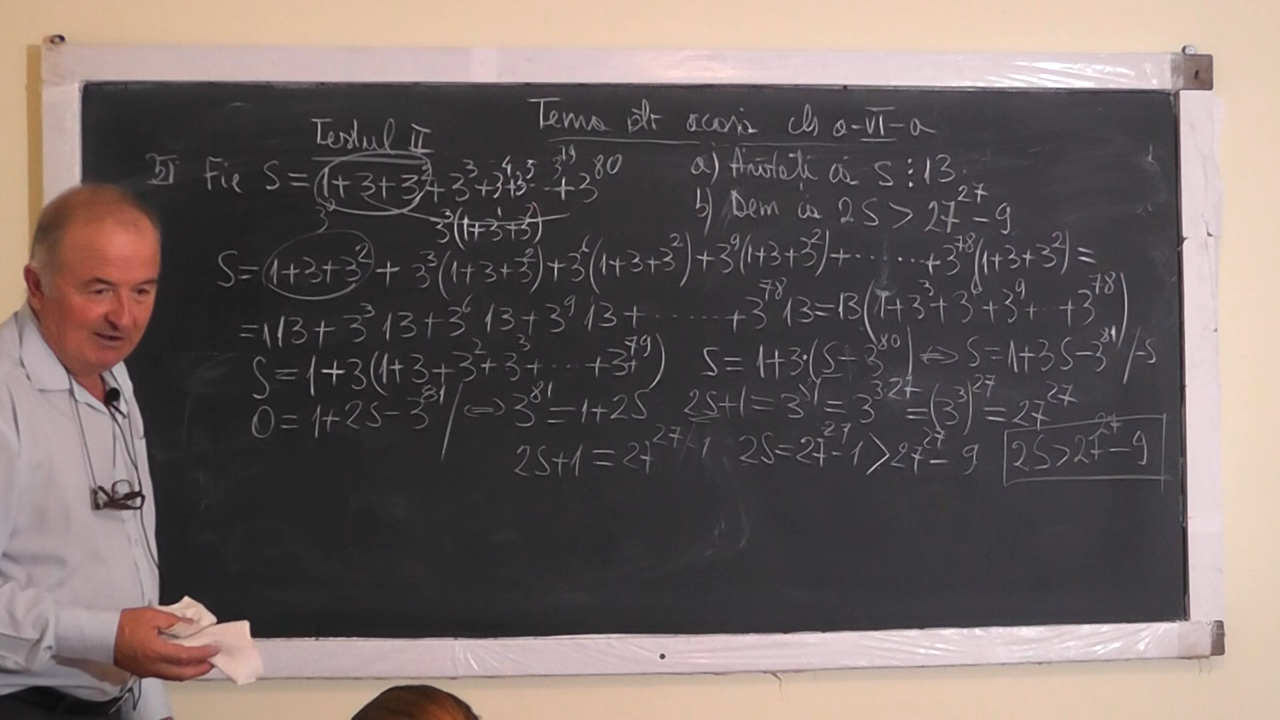 Tema ptr acasă cls a-VI-a
Testul II
5) Fie S=(1+3+3²+3³+3⁴+3⁵...3⁷⁹+3⁸⁰
a) Arătați că S⋮13.
3³(1+3+3²)
b) Dem că 2S>27²⁷-9
S=(1+3+3²)+3³(1+3+3²)+3⁶(1+3+3²)+3⁹(1+3+3²)+.......+3⁷⁸(1+3+3²)=
=1·13+3³·13+3⁶·13+3⁹·13+.......+3⁷⁸·13=13(1+3³+3⁶+3⁹+...+3⁷⁸)
S=1+3(1+3+3²+3³+...+3⁷⁹) S=1+3·(S-3⁸⁰) ⇔ S=1+3S-3⁸¹/-S
0=1+2S-3⁸¹/ ⇔ 3⁸¹=1+2S 2S+1=3⁸¹=3³·²⁷=(3³)²⁷=27²⁷
2S+1=27²⁷/-1 2S=27²⁷-1>27²⁷-9 2S>27²⁷-9